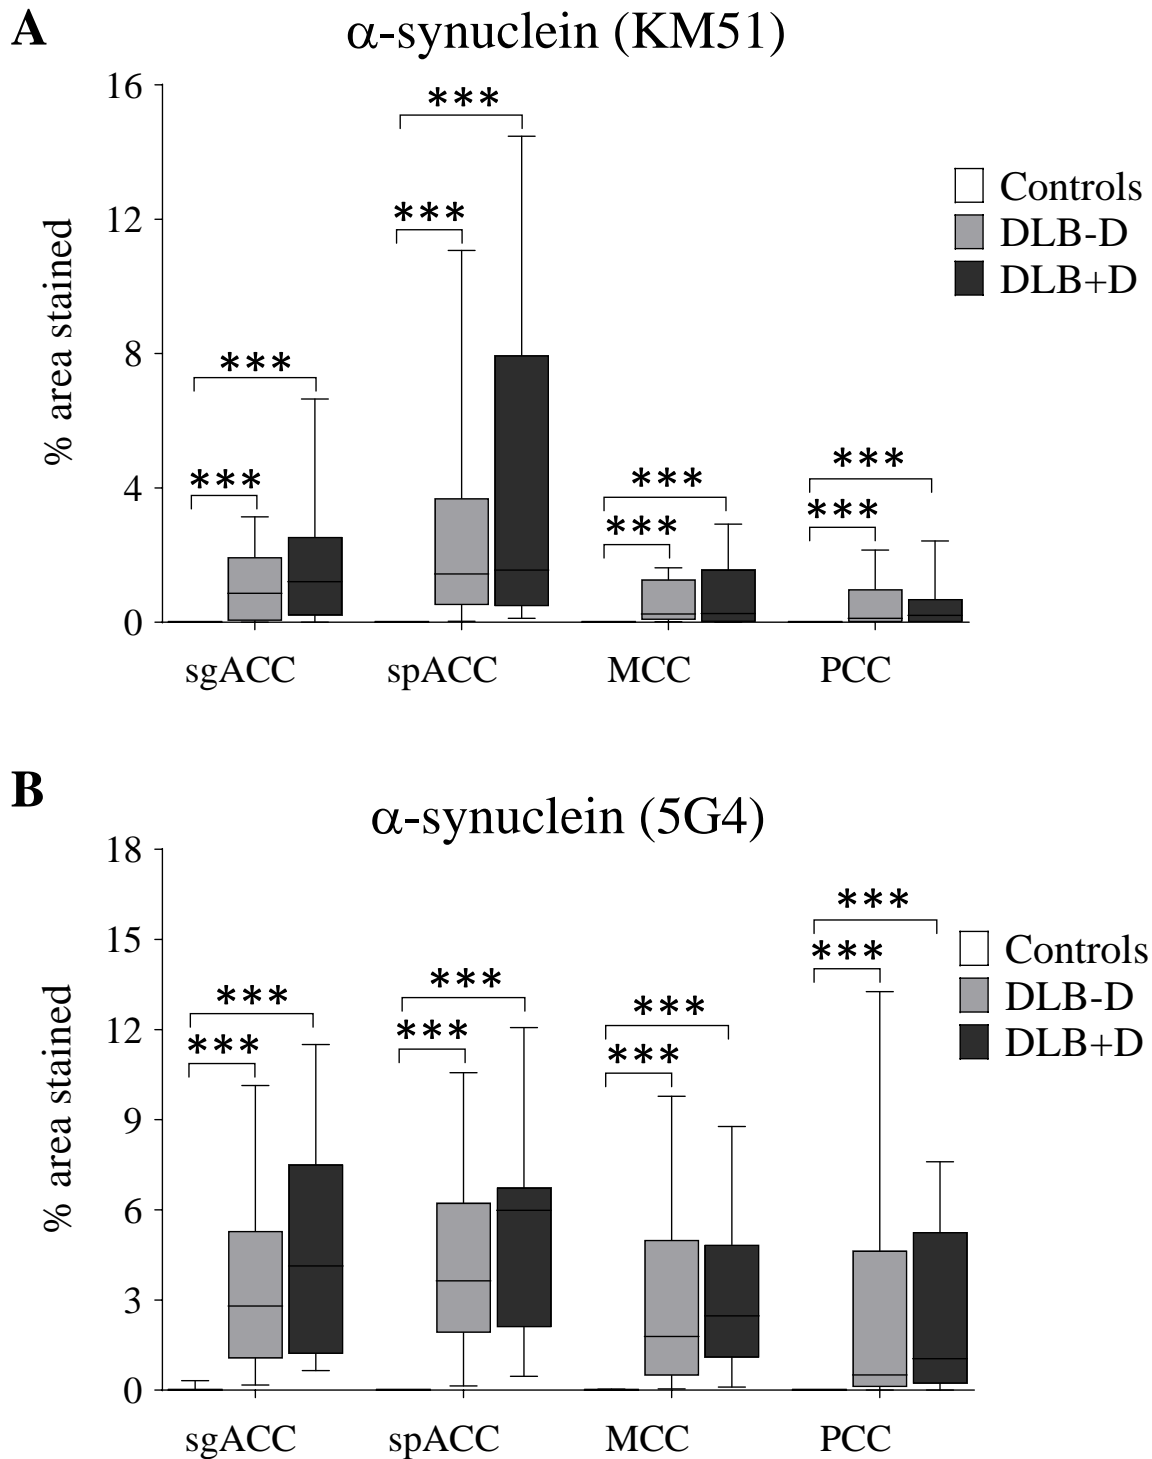 A
α-synuclein (KM51)
% area stained
16
12
8
4
0
***
***
***
***
***
***
***
***
sgACC
spACC
MCC
PCC
Controls
DLB-D
DLB+D
B
α-synuclein (5G4)
% area stained
18
15
12
9
6
3
0
***
***
***
***
***
***
***
***
sgACC
spACC
MCC
PCC
Controls
DLB-D
DLB+D